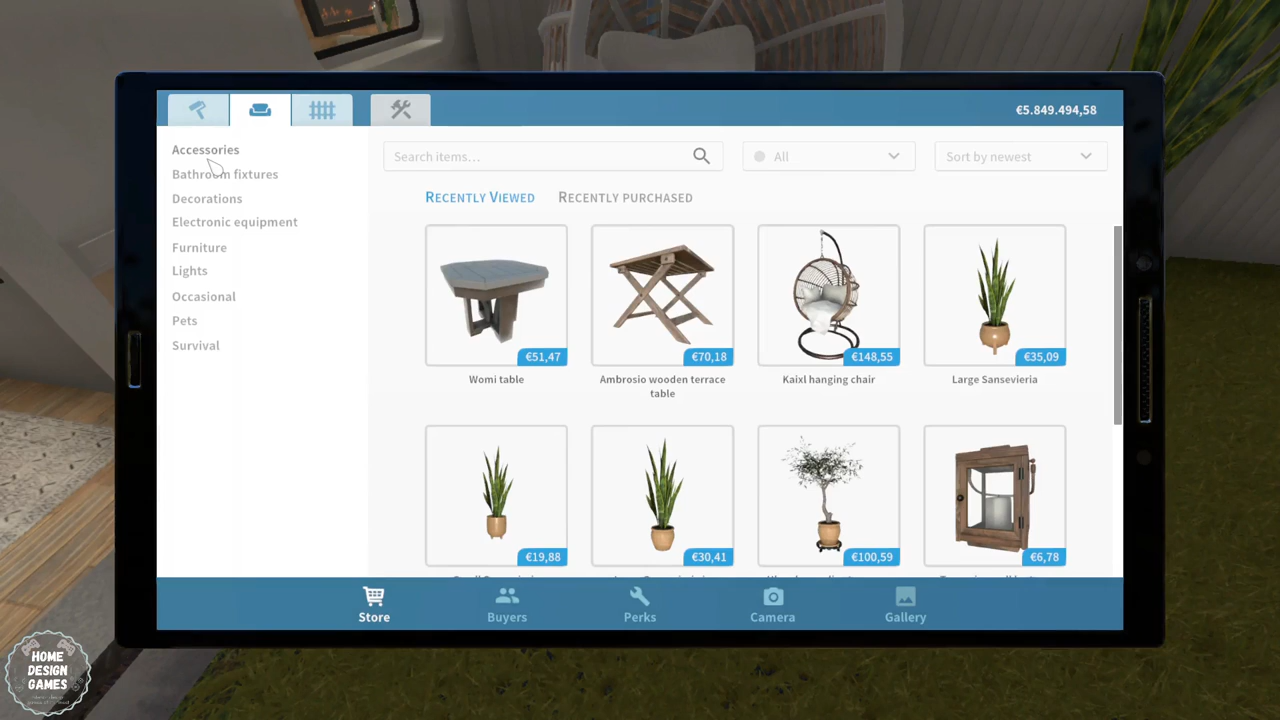 €5.849.494,58
Accessories
Bathroom fixtures
Decorations
Electronic equipment
Furniture
Lights
Occasional
Pets
Survival
Search items...
All
Sort by newest
RECENTLY VIEWED
RECENTLY PURCHASED
€51,47
€70,18
€148,55
€35,09
Womi table
Ambrosio wooden terrace
table
Kaixl hanging chair
Large Sansevieria
€19,88
€30,41
€100,59
€6,78
Store
Buyers
Perks
Camera
Gallery
HOME
DESIGN
GAMES